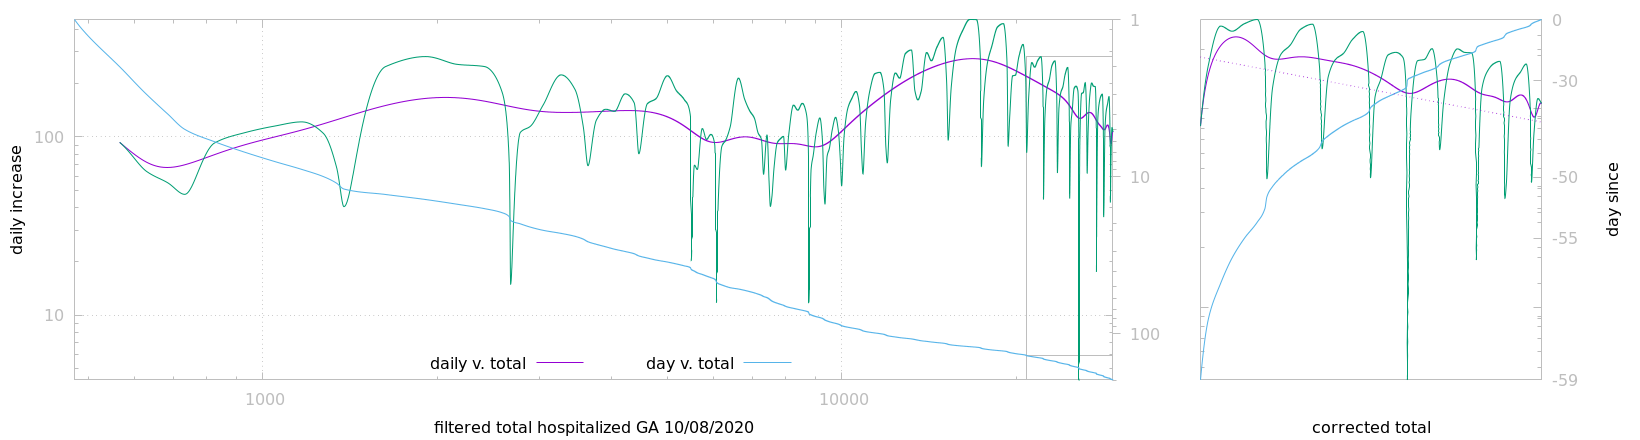 daily increase
100
10
1000
10000
1
10
100
daily v. total
day v. total
filtered total hospitalized GA 10/08/2020
0
-30
-50
-55
-59
day since
corrected total